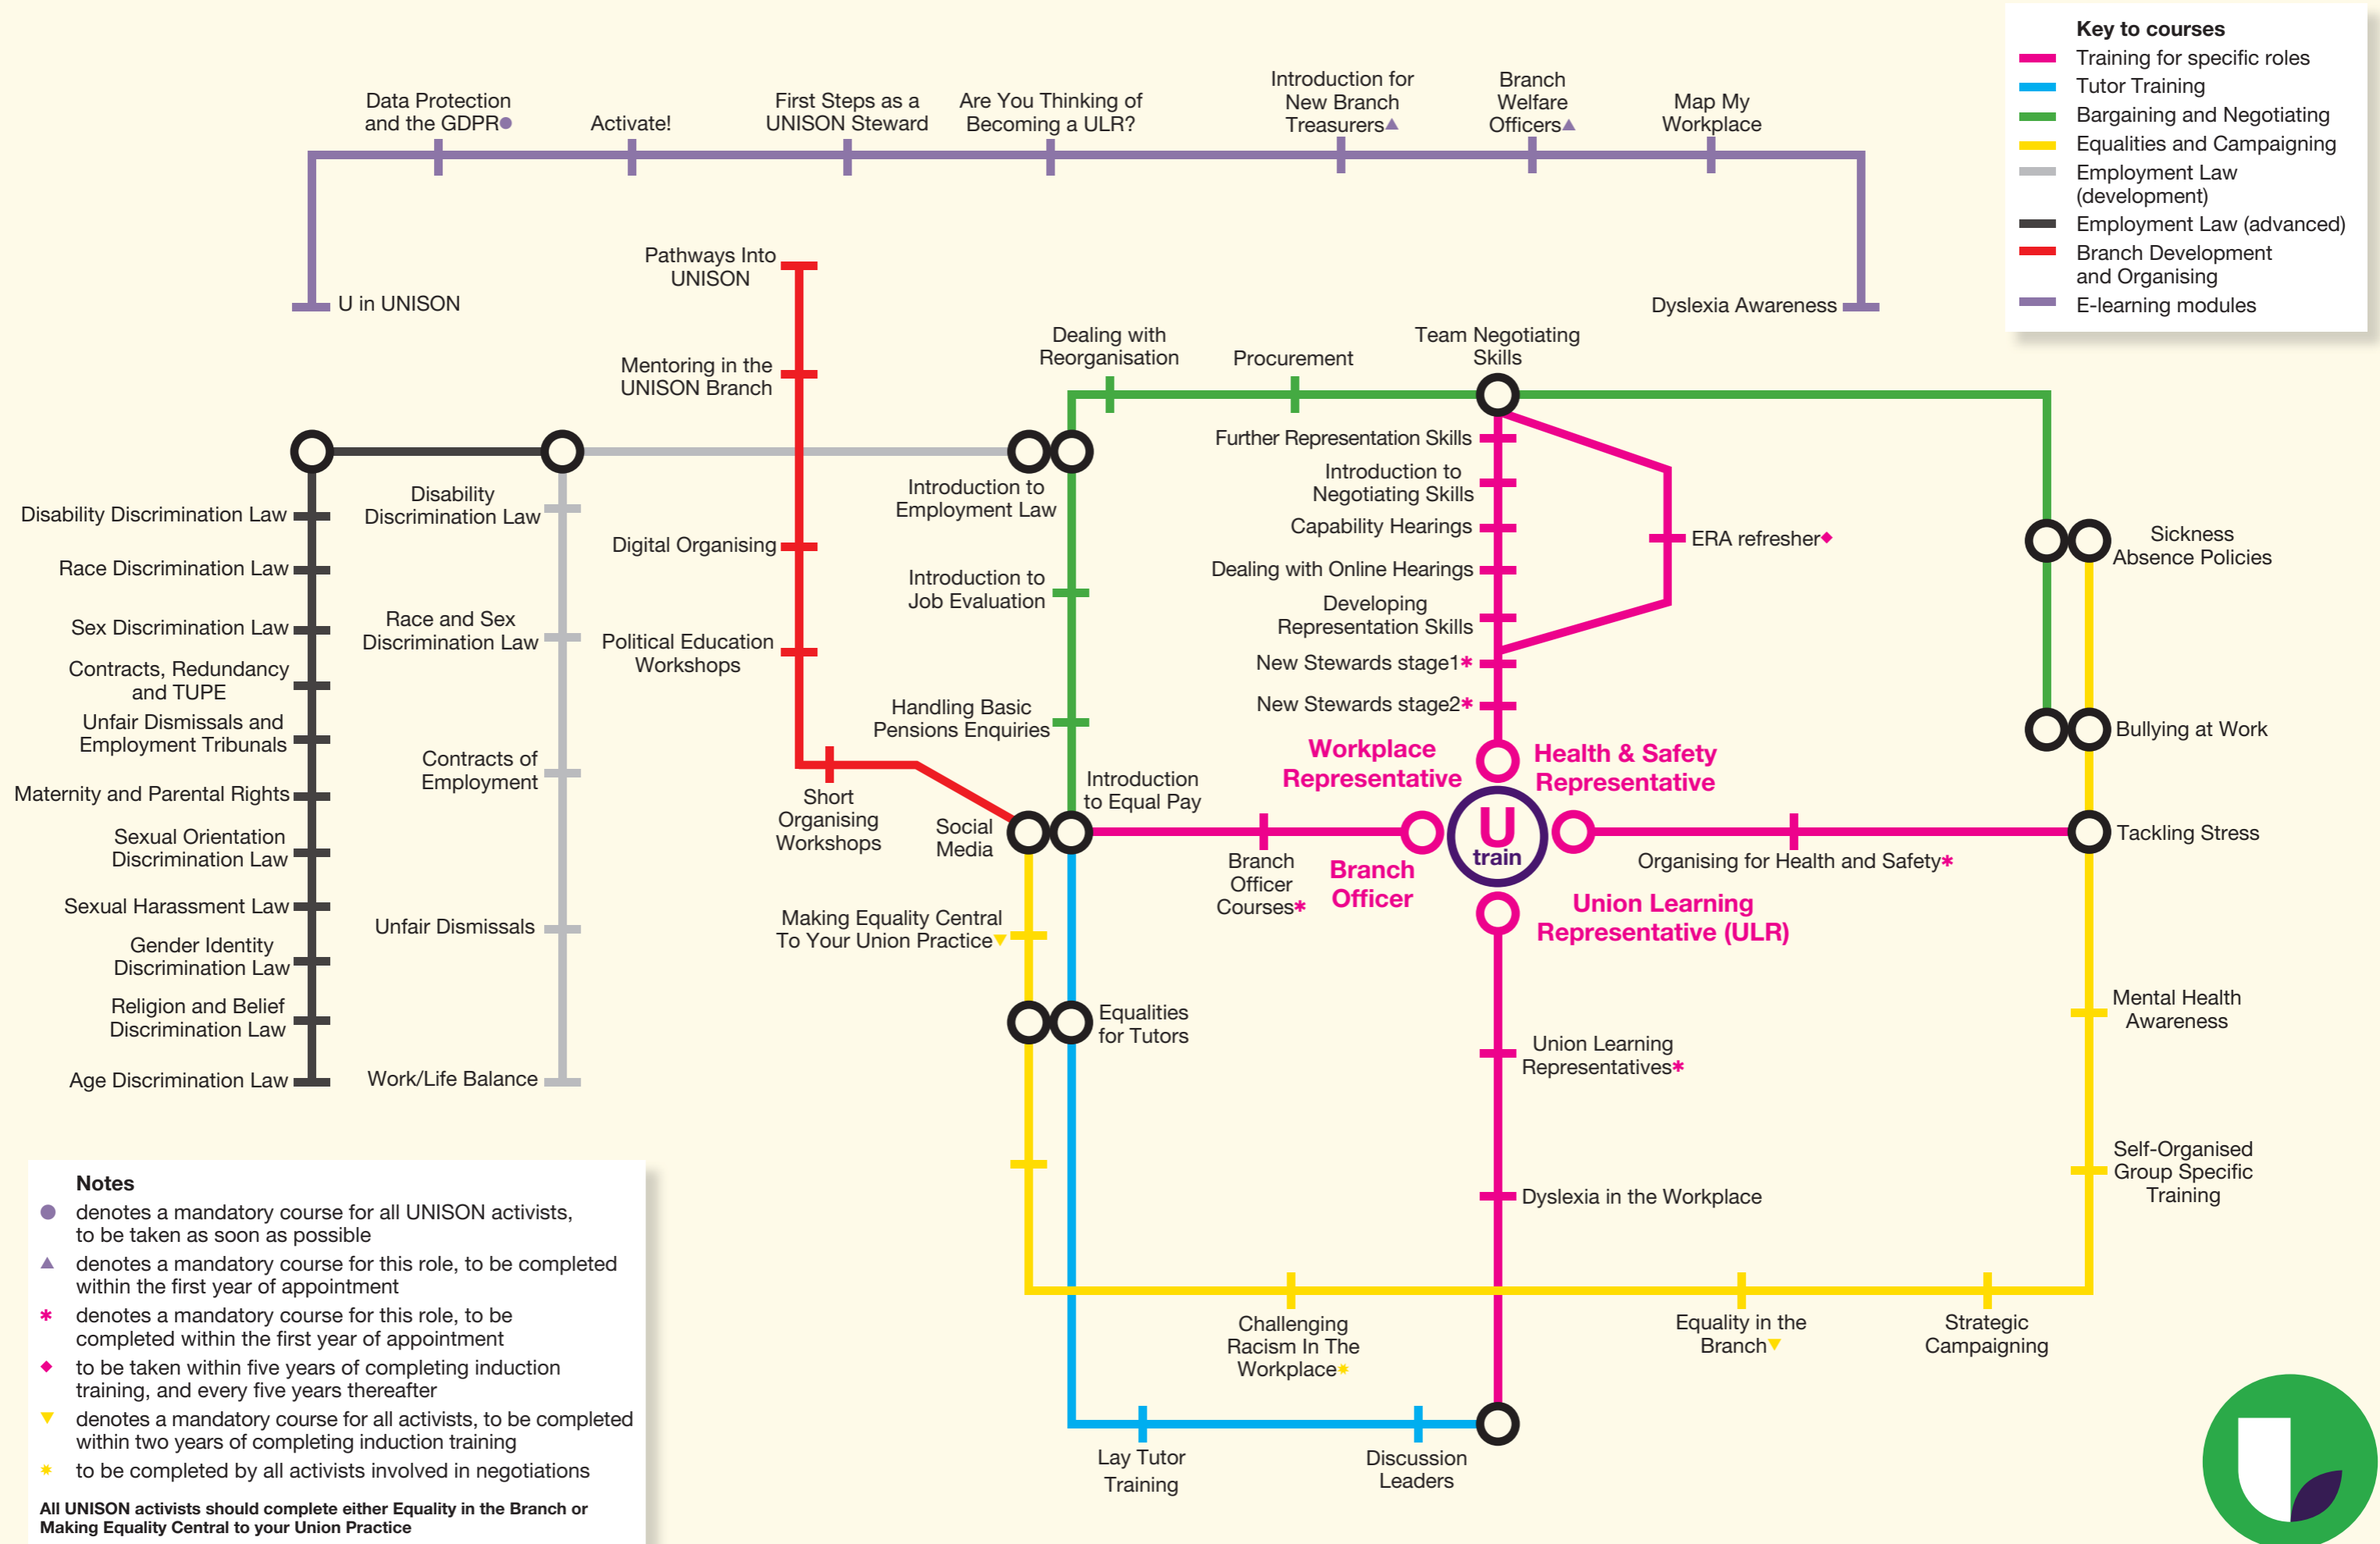 Key to courses
Training for specific roles
Tutor Training
Bargaining and Negotiating
Equalities and Campaigning
Employment Law
(development)
Employment Law (advanced)
Branch Development
and Organising
E-learning modules
Data Protection
and the GDPR
Activate!
First Steps as a
UNISON Steward
Are You Thinking of
Becoming a ULR?
Introduction for
New Branch
Treasurers
Branch
Welfare
Officers
Map My
Workplace
U in UNISON
Dyslexia Awareness
Pathways Into
UNISON
Mentoring in the
UNISON Branch
Digital Organising
Political Education
Workshops
Short
Organising
Workshops
Social
Media
Dealing with
Reorganisation
Procurement
Team Negotiating
Skills
Introduction to
Employment Law
Introduction to
Job Evaluation
Handling Basic
Pensions Enquiries
Introduction
to Equal Pay
Further Representation Skills
Introduction to
Negotiating Skills
Capability Hearings
Dealing with Online Hearings
Developing
Representation Skills
New Stewards stage1*
New Stewards stage2*
ERA refresher◆
Sickness
Absence Policies
Bullying at Work
Tackling Stress
Mental Health
Awareness
Self-Organised
Group Specific
Training
Disability Discrimination Law
Race Discrimination Law
Sex Discrimination Law
Contracts, Redundancy
and TUPE
Unfair Dismissals and
Employment Tribunals
Maternity and Parental Rights
Sexual Orientation
Discrimination Law
Sexual Harassment Law
Gender Identity
Discrimination Law
Religion and Belief
Discrimination Law
Age Discrimination Law
Disability
Discrimination Law
Race and Sex
Discrimination Law
Contracts of
Employment
Unfair Dismissals
Work/Life Balance
Workplace
Representative
Health & Safety
Representative
U
train
Branch
Officer
Union Learning
Representative (ULR)
Branch
Officer
Courses*
Organising for Health and Safety*
Making Equality Central
To Your Union Practice
Equalities
for Tutors
Union Learning
Representatives*
Dyslexia in the Workplace
Challenging
Racism In The
Workplace
Equality in the
Branch
Strategic
Campaigning
Lay Tutor
Training
Discussion
Leaders
Notes
denotes a mandatory course for all UNISON activists,
to be taken as soon as possible
denotes a mandatory course for this role, to be completed
within the first year of appointment
* denotes a mandatory course for this role, to be
completed within the first year of appointment
to be taken within five years of completing induction
training, and every five years thereafter
denotes a mandatory course for all activists, to be completed
within two years of completing induction training
to be completed by all activists involved in negotiations
All UNISON activists should complete either Equality in the Branch or
Making Equality Central to your Union Practice